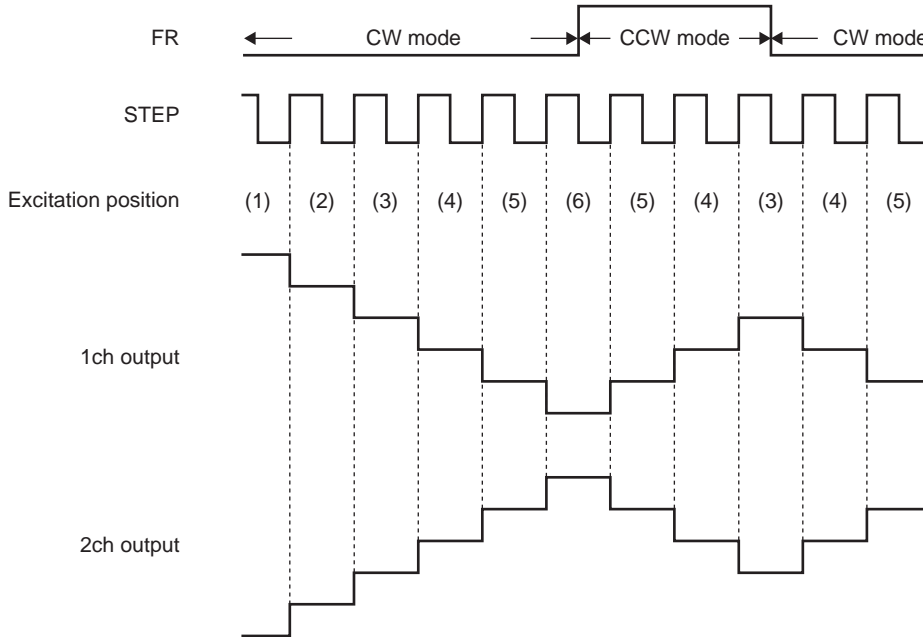 FR
CW mode
CCW mode
CW mode
STEP
Excitation position
(1) (2) (3) (4) (5) (6) (5) (4) (3) (4) (5)
1ch output
2ch output